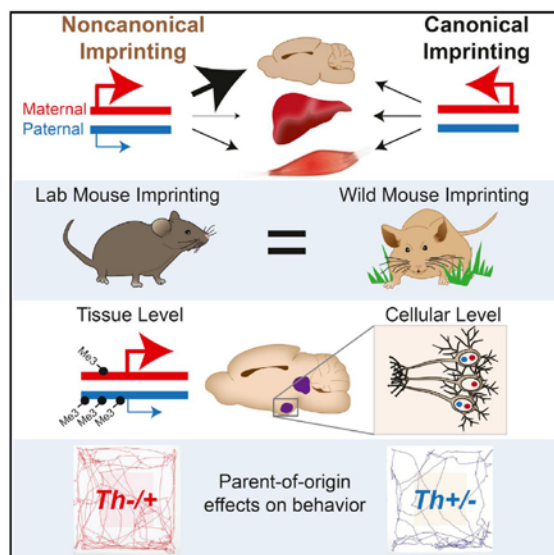 Noncanonical
Imprinting
Canonical
Imprinting
Maternal
Paternal
Lab Mouse Imprinting
Wild Mouse Imprinting
=
Tissue Level
Cellular Level
Me3
Me3 Me3 Me3
Parent-of-origin
effects on behavior
Th-/+
Th+/-